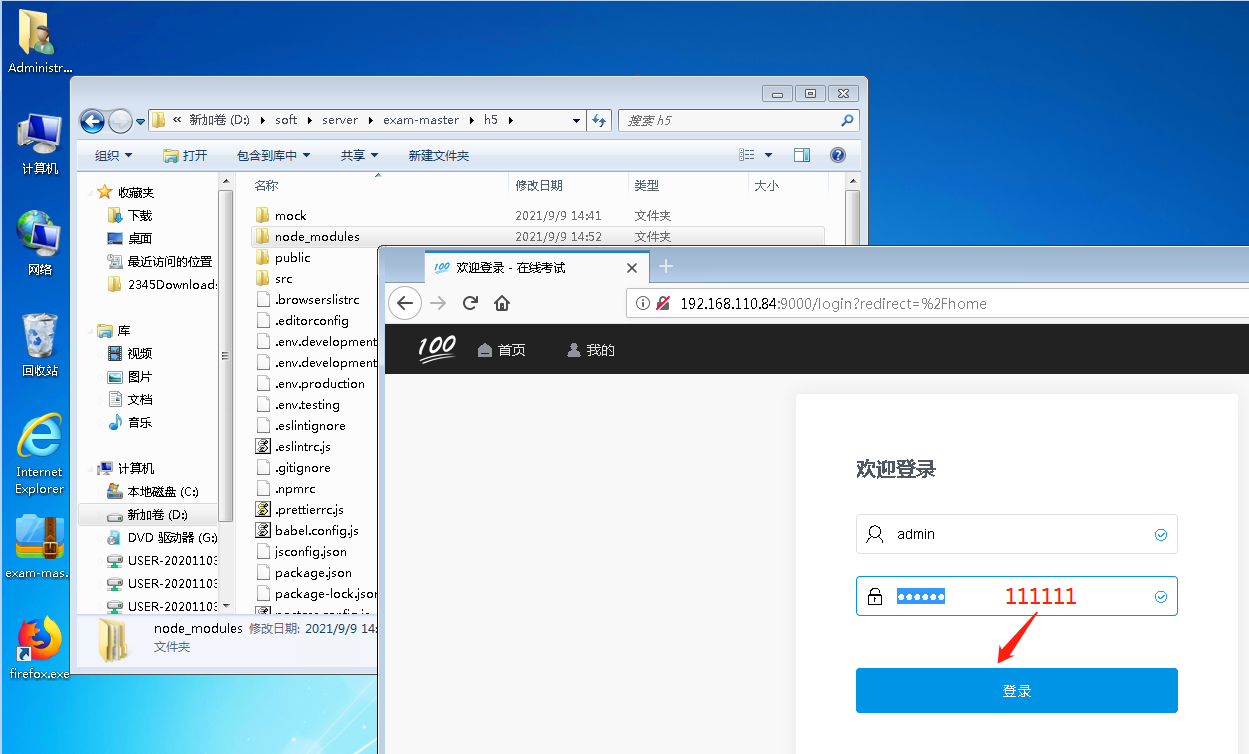 Administr...
计算机
网络
回收站
Internet
Explorer
exam-mas...
firefox.exe
« 新加卷 (D:) ▸ soft ▸ server ▸ exam-master ▸ h5 ▸
搜索 h5
组织 打开 包含到库中 共享 新建文件夹
收藏夹
下载
桌面
最近访问的位置
2345Downloads
库
视频
图片
文档
音乐
计算机
本地磁盘 (C:)
新加卷 (D:)
DVD 驱动器 (G:)
USER-20201103
USER-20201103
USER-20201103
名称 修改日期 类型 大小
mock 2021/9/9 14:41 文件夹
node_modules 2021/9/9 14:52 文件夹
public
src
.browserslistrc
.editorconfig
.env.development
.env.development
.env.production
.env.testing
.eslintignore
.eslintrc.js
.gitignore
.npmrc
.prettierrc.js
babel.config.js
jsconfig.json
package.json
package-lock.json
postcss.config.js
node_modules 修改日期: 2021/9/9 14:
文件夹
100 欢迎登录 - 在线考试
192.168.110.84:9000/login?redirect=%2Fhome
100 首页 我的
欢迎登录
admin
●●●●●● 111111
登录